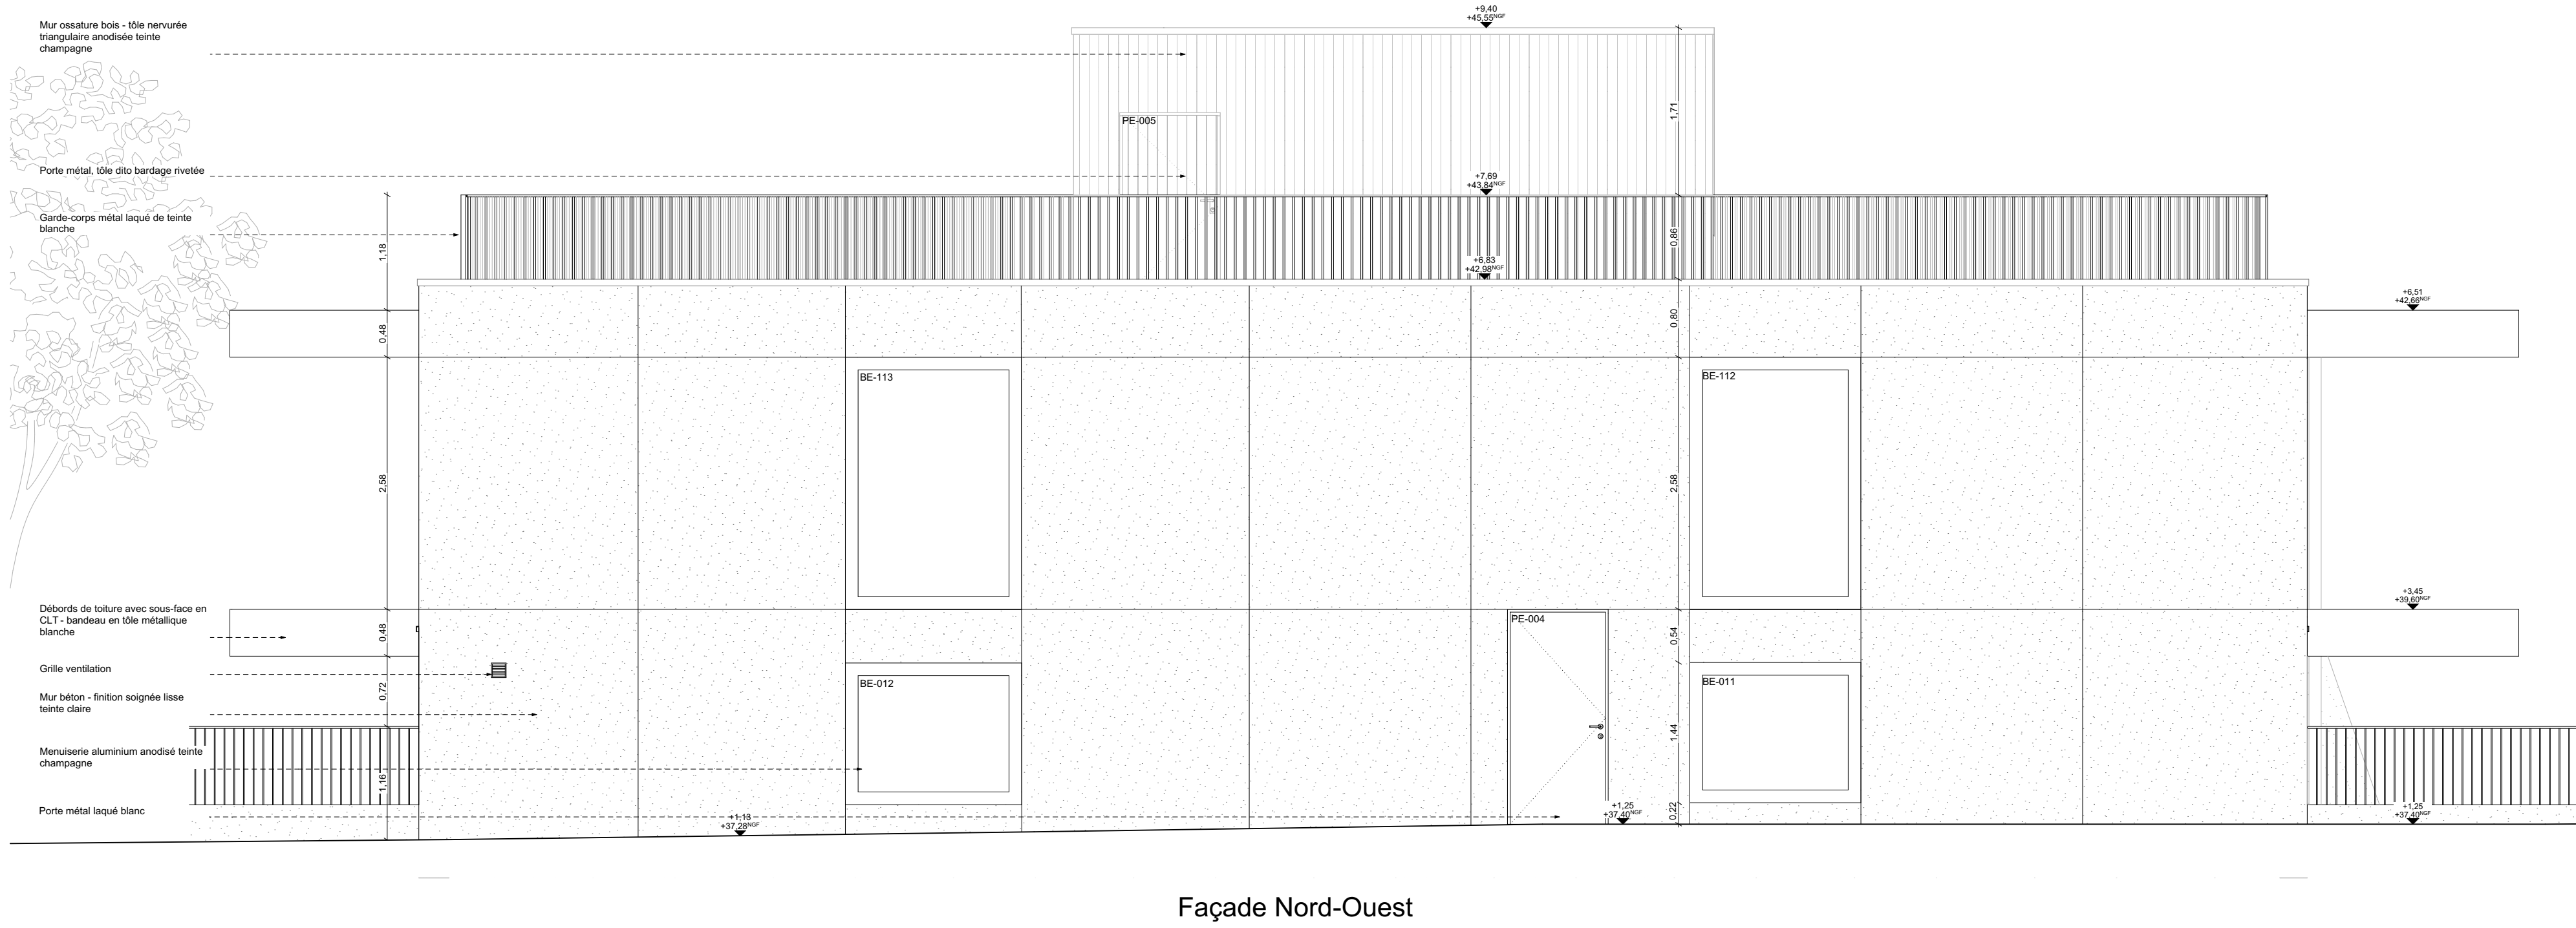 Mur ossature bois - tôle nervurée
triangulaire anodisée teinte
champagne
+9,40
+45,55NGF
1,71
PE-005
Porte métal, tôle dito bardage rivetée
+7,69
+43,84NGF
Garde-corps métal laqué de teinte
blanche
1,18
0,86
+6,83
+42,98NGF
+6,51
+42,66NGF
0,48
0,80
BE-113
BE-112
2,58
2,58
+3,45
+39,60NGF
Débords de toiture avec sous-face en
CLT - bandeau en tôle métallique
blanche
0,48
PE-004
0,54
Grille ventilation
BE-012
BE-011
Mur béton - finition soignée lisse
teinte claire
0,72
1,44
Menuiserie aluminium anodisé teinte
champagne
1,16
Porte métal laqué blanc
+1,13
+37,28NGF
+1,25
+37,40NGF
0,22
+1,25
+37,40NGF
Façade Nord-Ouest